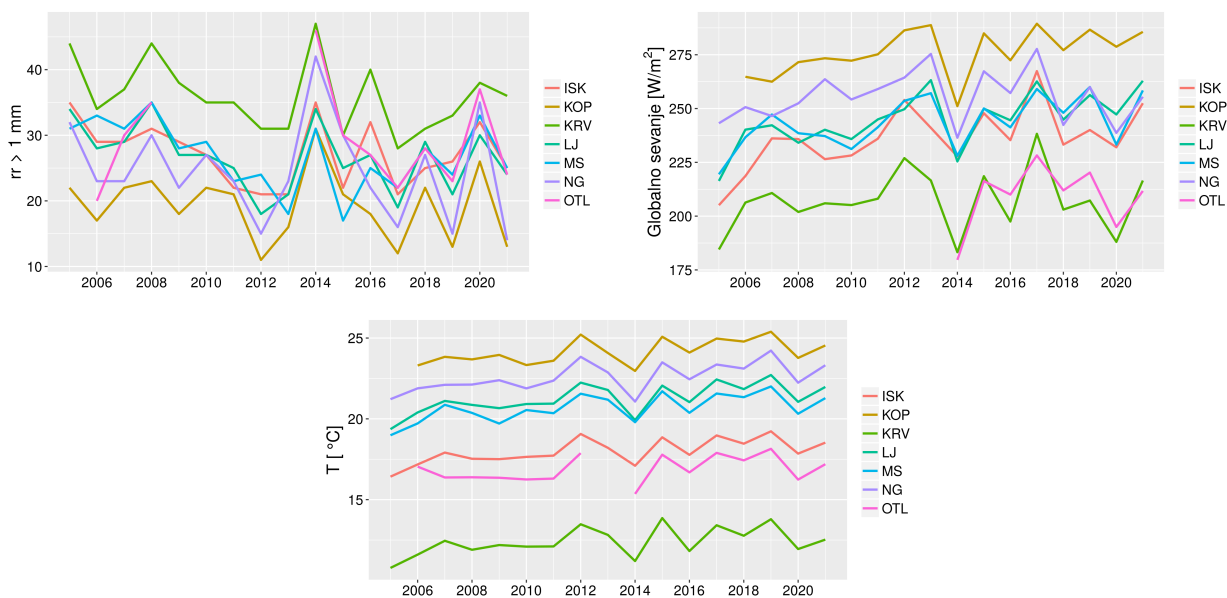 rr > 1 mm
40
30
20
10
2006 2008 2010 2012 2014 2016 2018 2020
ISK
KOP
KRV
LJ
MS
NG
OTL
Globalno sevanje [W/m²]
275
250
225
200
175
2006 2008 2010 2012 2014 2016 2018 2020
ISK
KOP
KRV
LJ
MS
NG
OTL
T [ °C]
25
20
15
2006 2008 2010 2012 2014 2016 2018 2020
ISK
KOP
KRV
LJ
MS
NG
OTL